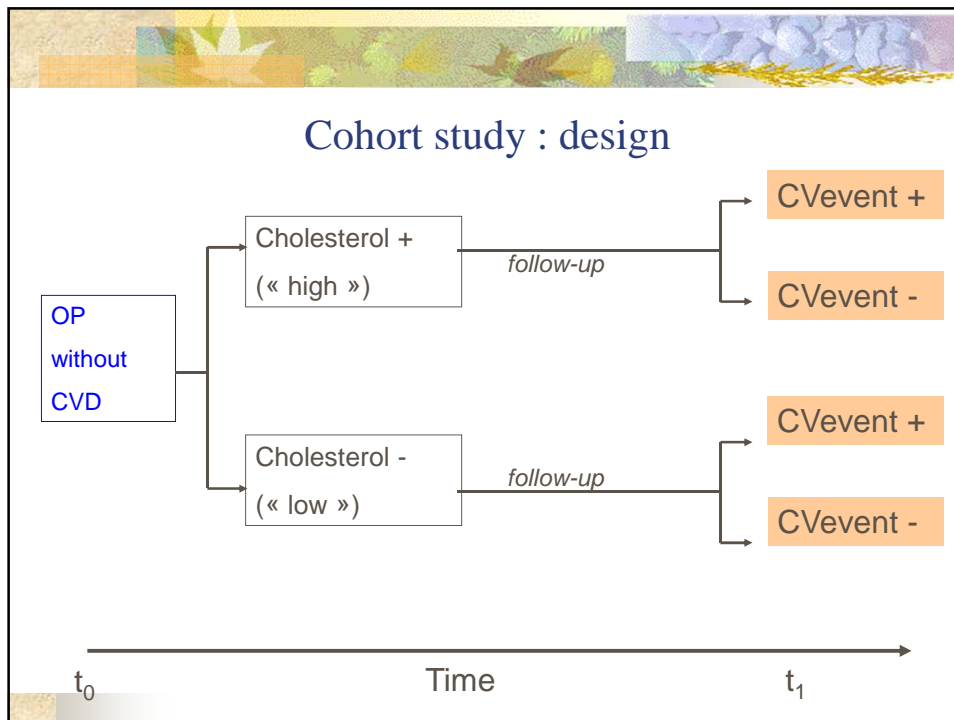 Cohort study : design
OP
without
CVD
Cholesterol +
(« high »)
follow-up
CVevent +
CVevent -
Cholesterol -
(« low »)
follow-up
CVevent +
CVevent -
t₀
Time
t₁